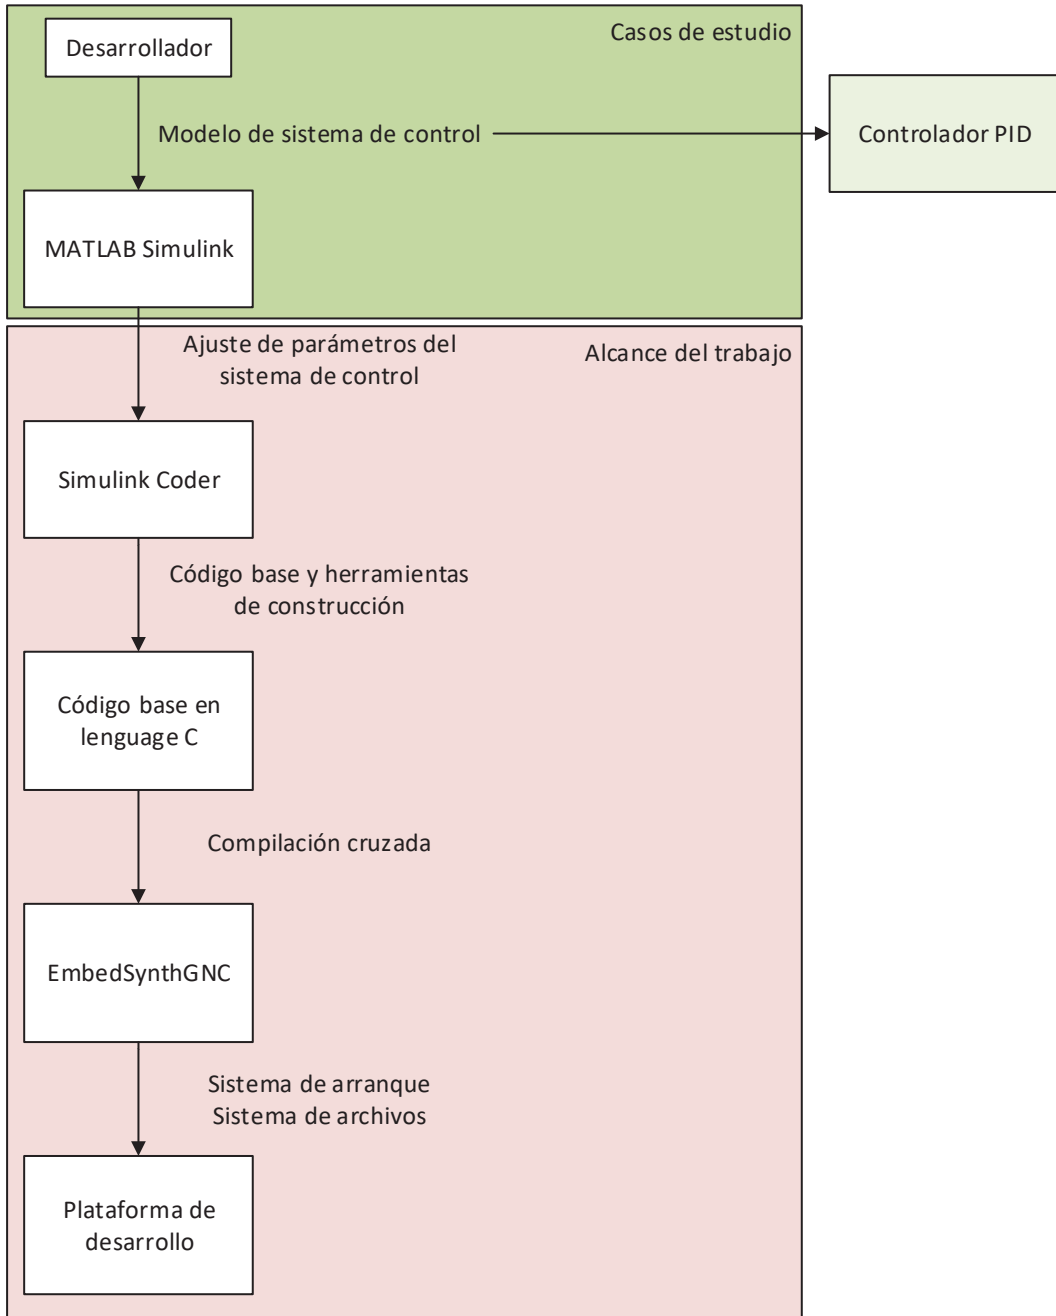 Casos de estudio
Desarrollador
Modelo de sistema de control
Controlador PID
MATLAB Simulink
Ajuste de parámetros del
sistema de control
Alcance del trabajo
Simulink Coder
Código base y herramientas
de construcción
Código base en
lenguage C
Compilación cruzada
EmbedSynthGNC
Sistema de arranque
Sistema de archivos
Plataforma de
desarrollo